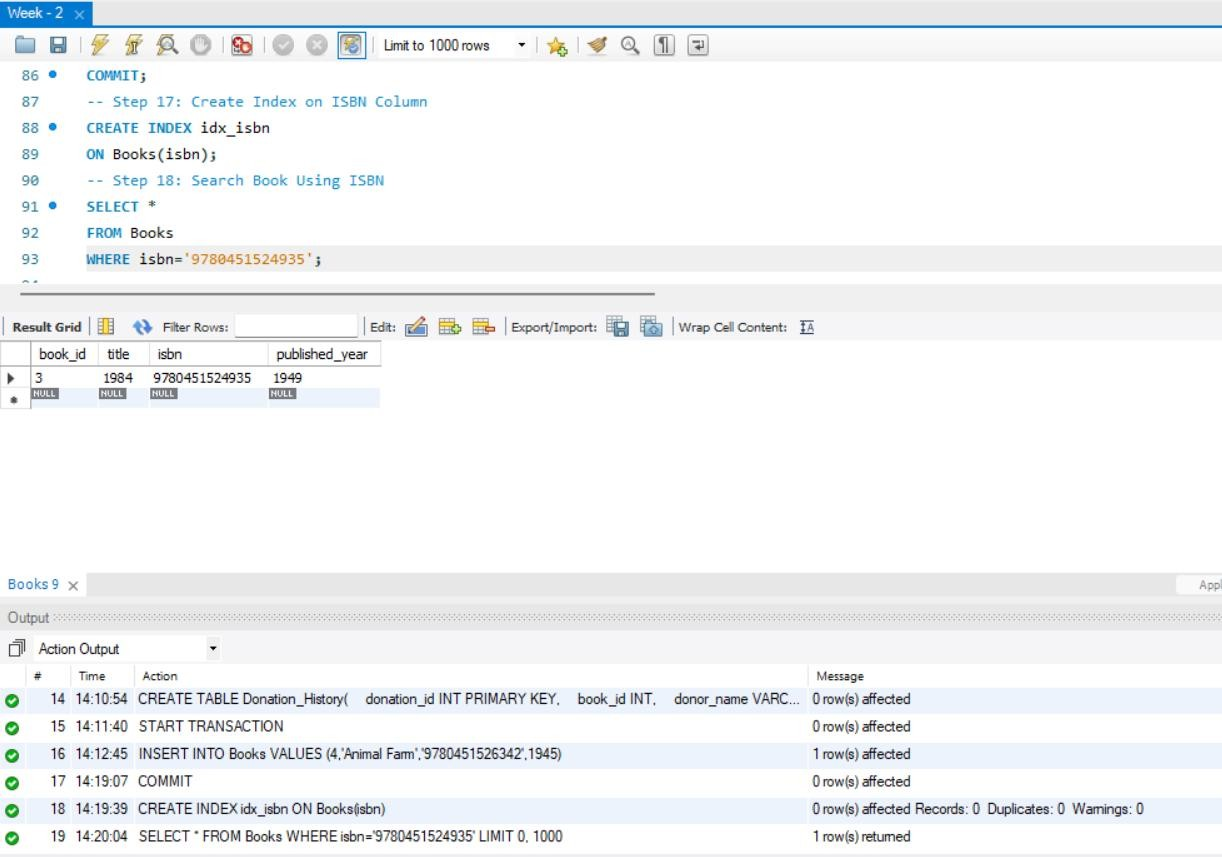 Week - 2
Limit to 1000 rows
86 COMMIT;
87 -- Step 17: Create Index on ISBN Column
88 CREATE INDEX idx_isbn
89 ON Books(isbn);
90 -- Step 18: Search Book Using ISBN
91 SELECT *
92 FROM Books
93 WHERE isbn='9780451524935';
Result Grid Filter Rows: Edit: Export/Import: Wrap Cell Content:
book_id title isbn published_year
3 1984 9780451524935 1949
NULL NULL NULL NULL
Books 9 Appl
Output
Action Output
# Time Action Message
14 14:10:54 CREATE TABLE Donation_History( donation_id INT PRIMARY KEY, book_id INT, donor_name VARC... 0 row(s) affected
15 14:11:40 START TRANSACTION 0 row(s) affected
16 14:12:45 INSERT INTO Books VALUES (4,'Animal Farm','9780451526342',1945) 1 row(s) affected
17 14:19:07 COMMIT 0 row(s) affected
18 14:19:39 CREATE INDEX idx_isbn ON Books(isbn) 0 row(s) affected Records: 0 Duplicates: 0 Warnings: 0
19 14:20:04 SELECT * FROM Books WHERE isbn='9780451524935' LIMIT 0, 1000 1 row(s) returned